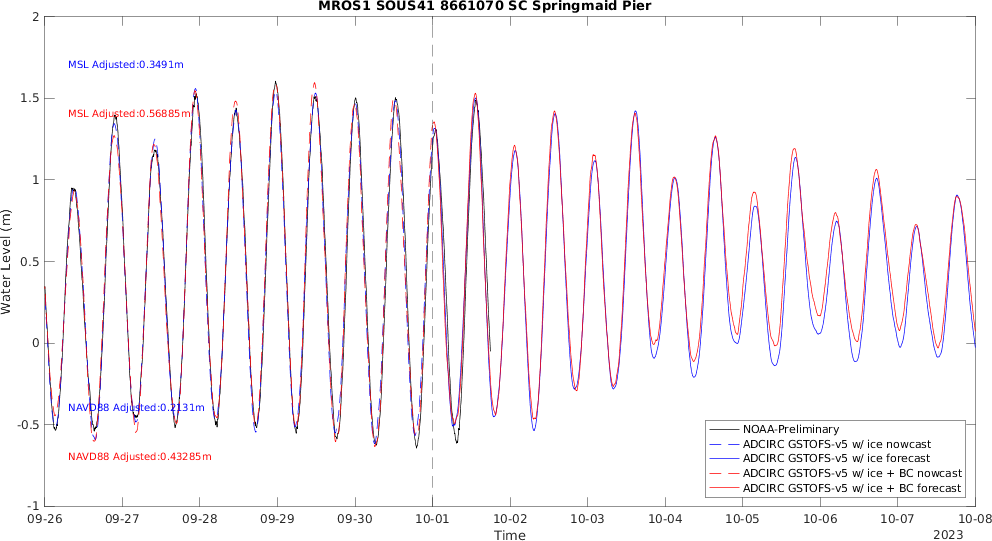 MROS1 SOUS41 8661070 SC Springmaid Pier
2
1.5
1
0.5
0
-0.5
-1
Water Level (m)
MSL Adjusted:0.3491m
MSL Adjusted:0.56885m
NAVD88 Adjusted:0.2131m
NAVD88 Adjusted:0.43285m
NOAA-Preliminary
ADCIRC GSTOFS-v5 w/ ice nowcast
ADCIRC GSTOFS-v5 w/ ice forecast
ADCIRC GSTOFS-v5 w/ ice + BC nowcast
ADCIRC GSTOFS-v5 w/ ice + BC forecast
09-26 09-27 09-28 09-29 09-30 10-01 10-02 10-03 10-04 10-05 10-06 10-07 10-08
Time
2023